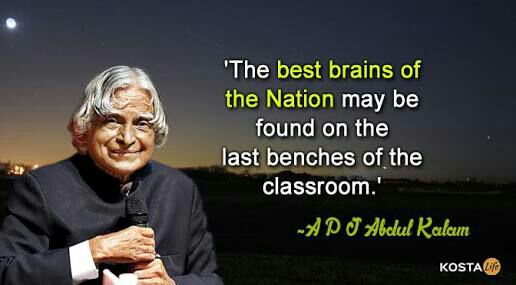 'The best brains of
the Nation may be
found on the
last benches of the
classroom.'
~A P J Abdul Kalam
KOSTA Life